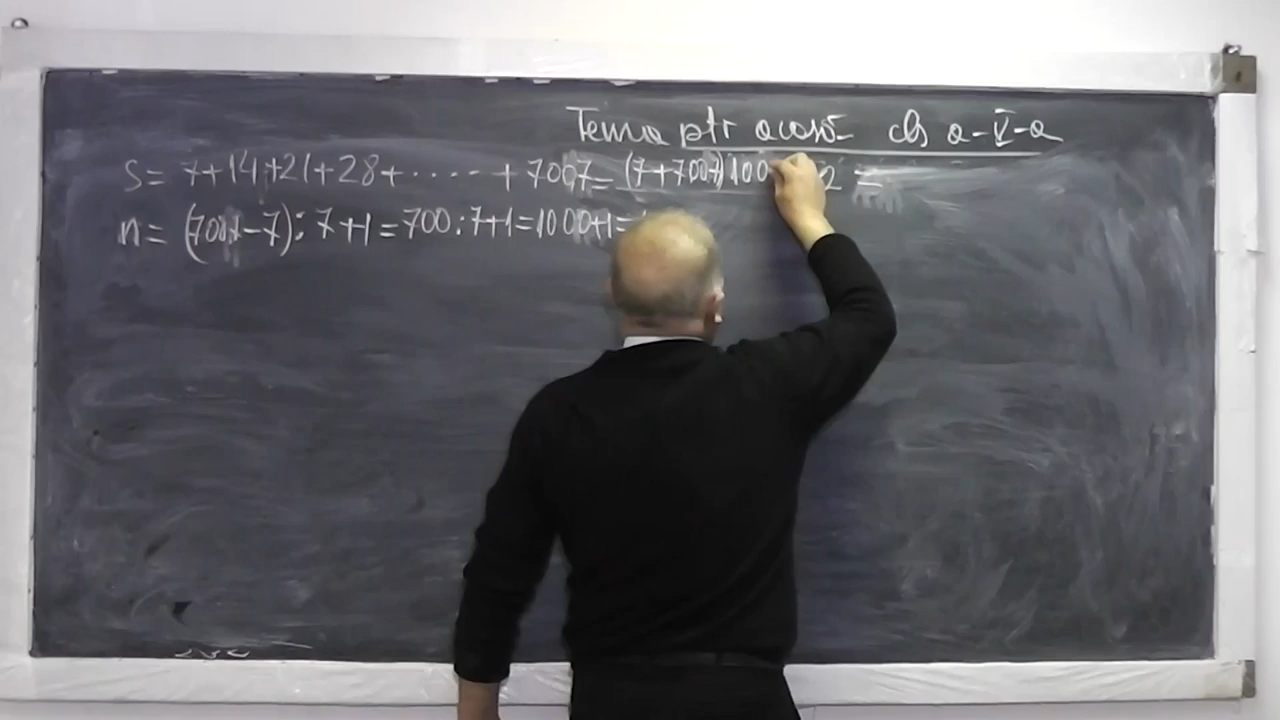 Tema ptr acasă cls a-V-a
S = 7+14+21+28+.....+7007 = (7+7007)100 2 =
n = (7007-7):7+1=700:7+1=1000+1=